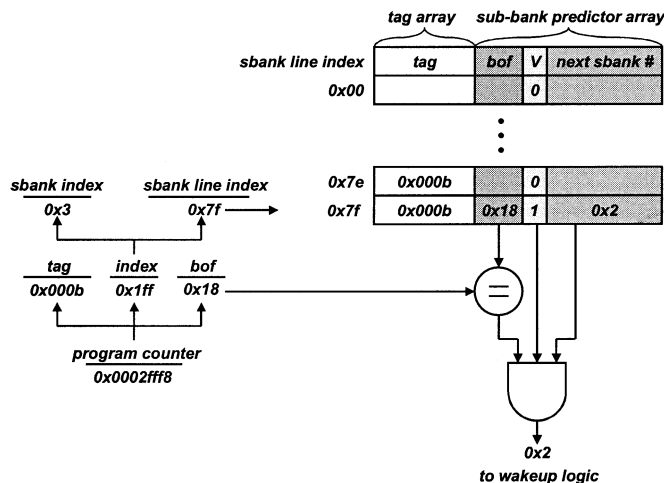 tag array sub-bank predictor array
sbank line index tag bof V next sbank #
0x00 0
0x7e 0x000b 0
0x7f 0x000b 0x18 1 0x2
sbank index sbank line index
0x3 0x7f
tag index bof
0x000b 0x1ff 0x18
=
program counter
0x0002fff8
0x2
to wakeup logic